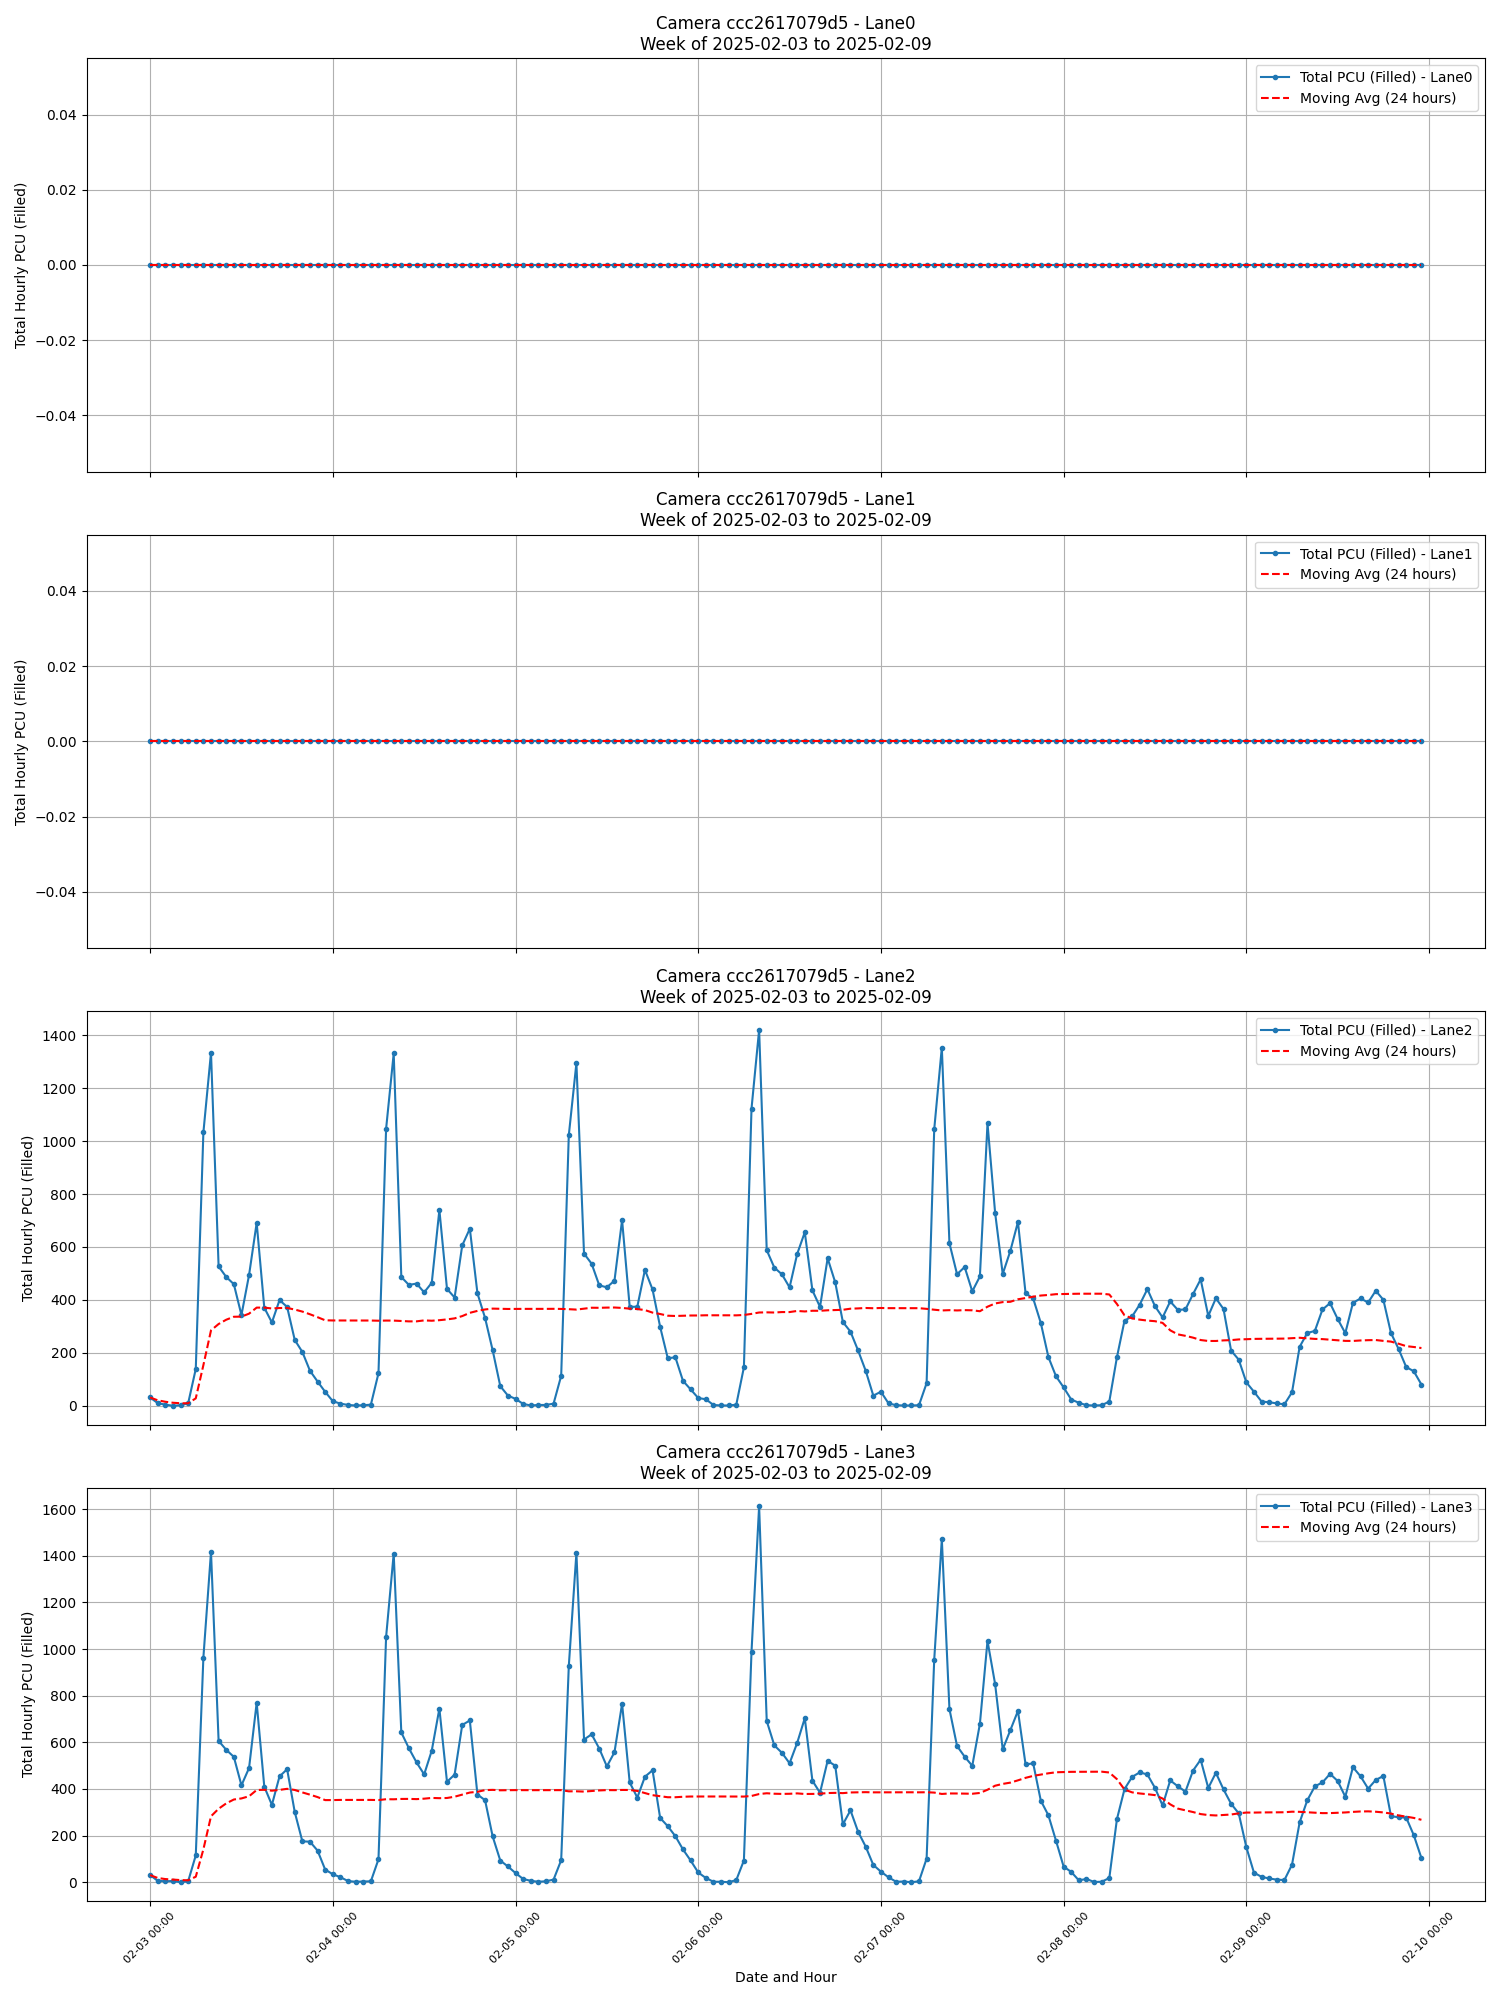 Camera ccc2617079d5 - Lane0
Week of 2025-02-03 to 2025-02-09
Total PCU (Filled) - Lane0
Moving Avg (24 hours)
Total Hourly PCU (Filled)
0.04
0.02
0.00
−0.02
−0.04
Camera ccc2617079d5 - Lane1
Week of 2025-02-03 to 2025-02-09
Total PCU (Filled) - Lane1
Moving Avg (24 hours)
Total Hourly PCU (Filled)
0.04
0.02
0.00
−0.02
−0.04
Camera ccc2617079d5 - Lane2
Week of 2025-02-03 to 2025-02-09
Total PCU (Filled) - Lane2
Moving Avg (24 hours)
Total Hourly PCU (Filled)
1400
1200
1000
800
600
400
200
0
Camera ccc2617079d5 - Lane3
Week of 2025-02-03 to 2025-02-09
Total PCU (Filled) - Lane3
Moving Avg (24 hours)
Total Hourly PCU (Filled)
1600
1400
1200
1000
800
600
400
200
0
02-03 00:00
02-04 00:00
02-05 00:00
02-06 00:00
02-07 00:00
02-08 00:00
02-09 00:00
02-10 00:00
Date and Hour